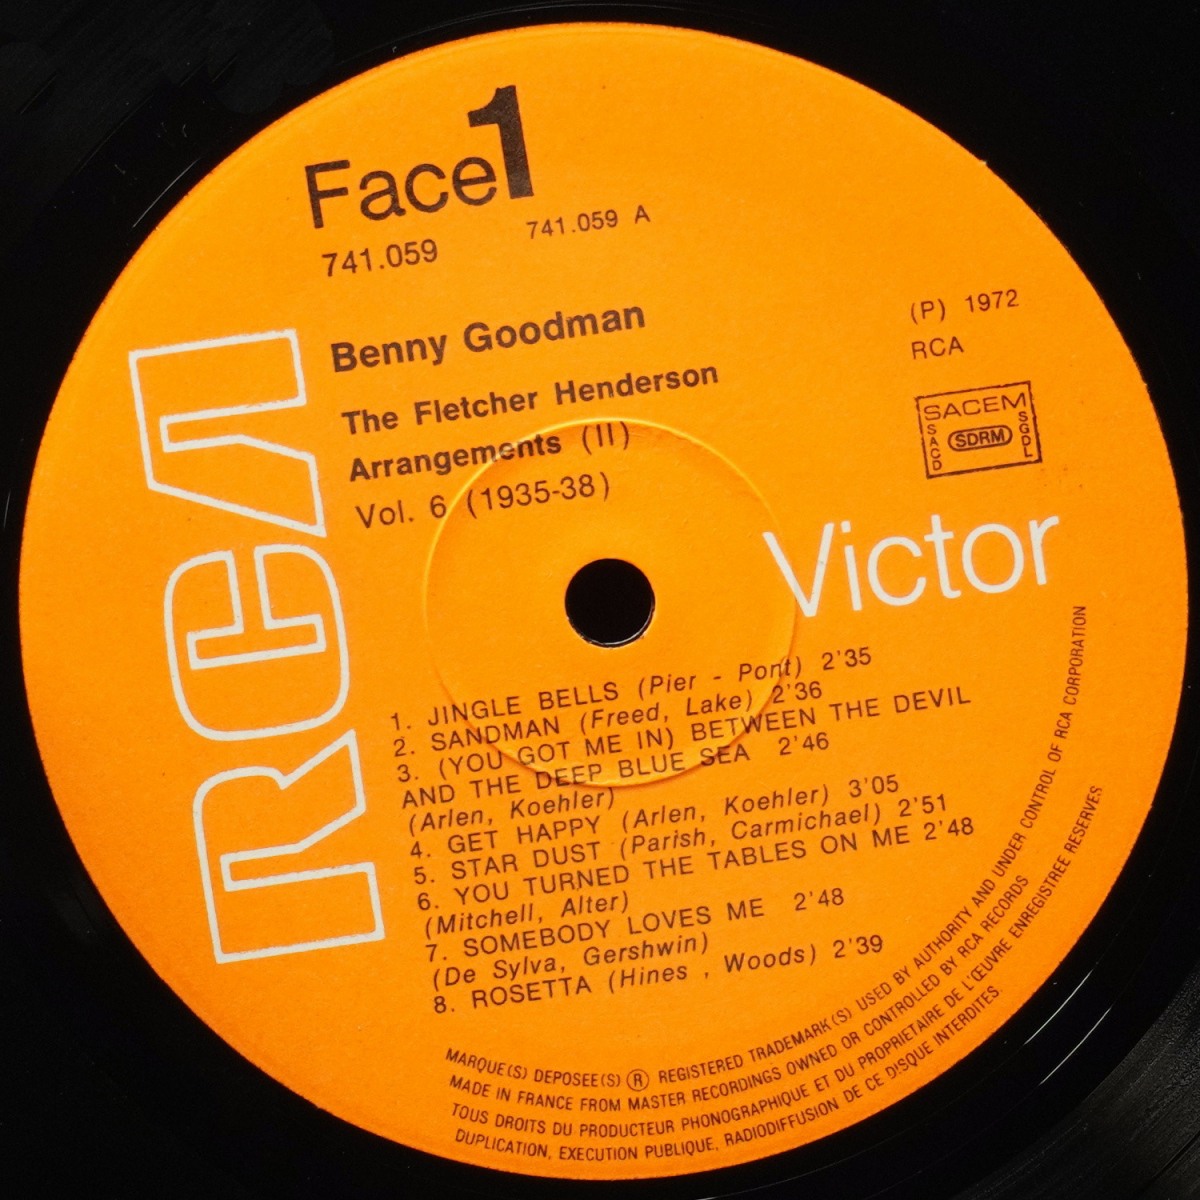 Face 1
741.059
741.059 A
Benny Goodman
The Fletcher Henderson
Arrangements (II)
Vol. 6 (1935-38)
(P) 1972
RCA
SACEM
SACD
SDRM
SGDL
RCA
Victor
1. JINGLE BELLS (Pier - Pont) 2'35
2. SANDMAN (Freed, Lake) 2'36
3. (YOU GOT ME IN) BETWEEN THE DEVIL
AND THE DEEP BLUE SEA 2'46
(Arlen, Koehler)
4. GET HAPPY (Arlen, Koehler) 3'05
5. STAR DUST (Parish, Carmichael) 2'51
6. YOU TURNED THE TABLES ON ME 2'48
(Mitchell, Alter)
7. SOMEBODY LOVES ME 2'48
(De Sylva, Gershwin)
8. ROSETTA (Hines , Woods) 2'39
MARQUE(S) DEPOSEE(S) ® REGISTERED TRADEMARK(S) USED BY AUTHORITY AND UNDER CONTROL OF RCA CORPORATION
MADE IN FRANCE FROM MASTER RECORDINGS OWNED OR CONTROLLED BY RCA RECORDS
TOUS DROITS DU PRODUCTEUR PHONOGRAPHIQUE ET DU PROPRIETAIRE DE L'ŒUVRE ENREGISTREE RESERVES
DUPLICATION, EXECUTION PUBLIQUE, RADIODIFFUSION DE CE DISQUE INTERDITES.